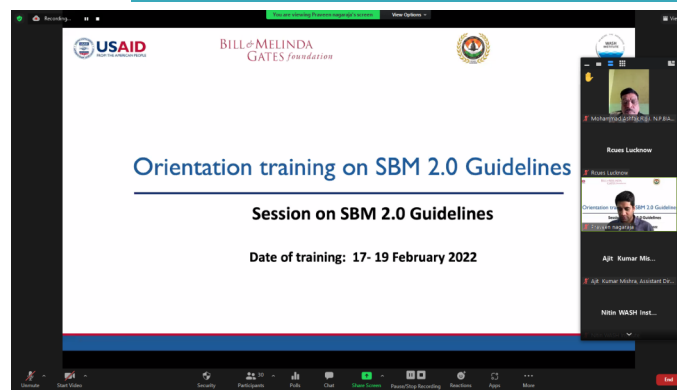 Recording...
You are viewing Praveen nagaraja's screen
View Options
USAID
FROM THE AMERICAN PEOPLE
BILL & MELINDA
GATES foundation
WASH
INSTITUTE
Orientation training on SBM 2.0 Guidelines
Session on SBM 2.0 Guidelines
Date of training: 17- 19 February 2022
Rcues Lucknow
Rcues Lucknow
Praveen nagaraja
Ajit Kumar Mis...
Ajit Kumar Mishra, Assistant Dir...
Nitin WASH Inst...
Unmute
Start Video
Security
Participants
30
Polls
Chat
Share Screen
Pause/Stop Recording
Reactions
Apps
More
End